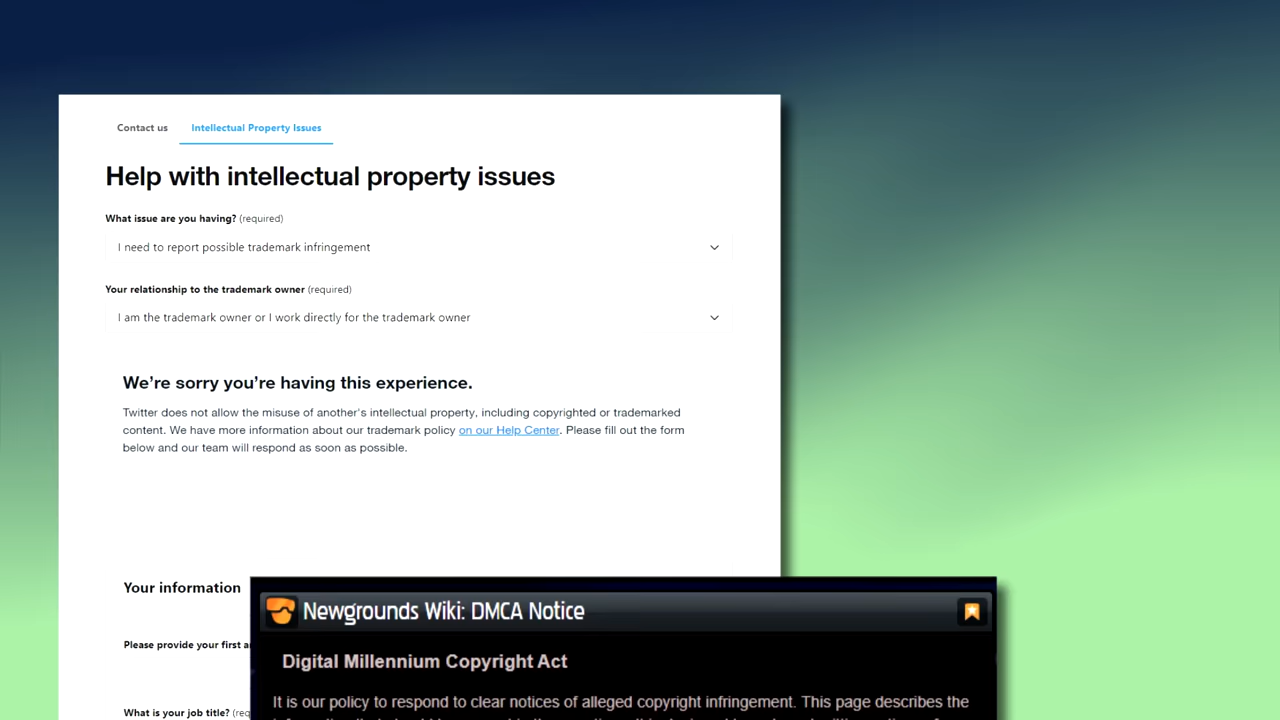 Contact us
Intellectual Property Issues
Help with intellectual property issues
What issue are you having? (required)
I need to report possible trademark infringement
Your relationship to the trademark owner (required)
I am the trademark owner or I work directly for the trademark owner
We're sorry you're having this experience.
Twitter does not allow the misuse of another's intellectual property, including copyrighted or trademarked
content. We have more information about our trademark policy on our Help Center. Please fill out the form
below and our team will respond as soon as possible.
Your information
Please provide your first
What is your job title?
Newgrounds Wiki: DMCA Notice
Digital Millennium Copyright Act
It is our policy to respond to clear notices of alleged copyright infringement. This page describes the